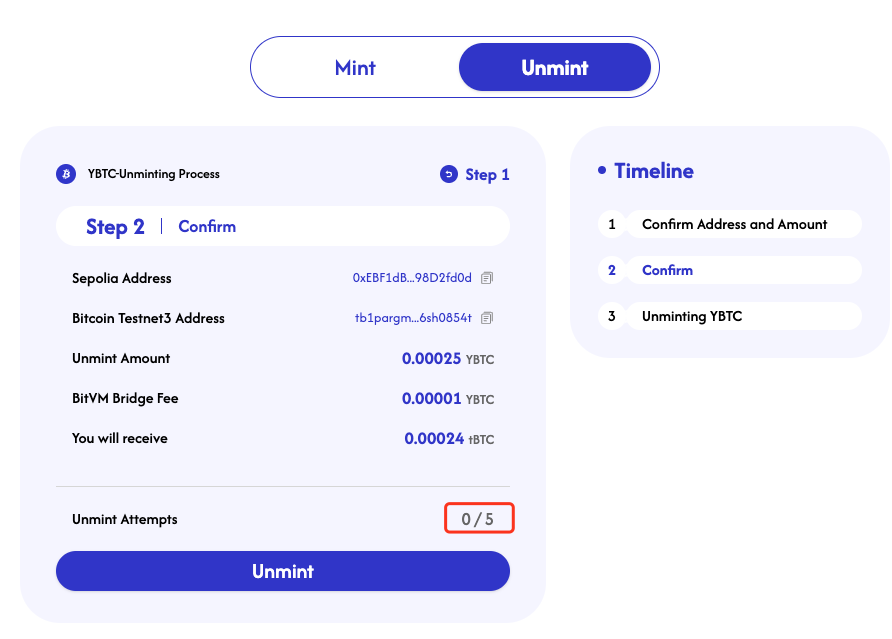 Mint
Unmint
YBTC-Unminting Process
Step 1
Step 2 | Confirm
Sepolia Address 0xEBF1dB...98D2fd0d
Bitcoin Testnet3 Address tb1pargm...6sh0854t
Unmint Amount 0.00025 YBTC
BitVM Bridge Fee 0.00001 YBTC
You will receive 0.00024 tBTC
Unmint Attempts 0 / 5
Unmint
• Timeline
1 Confirm Address and Amount
2 Confirm
3 Unminting YBTC